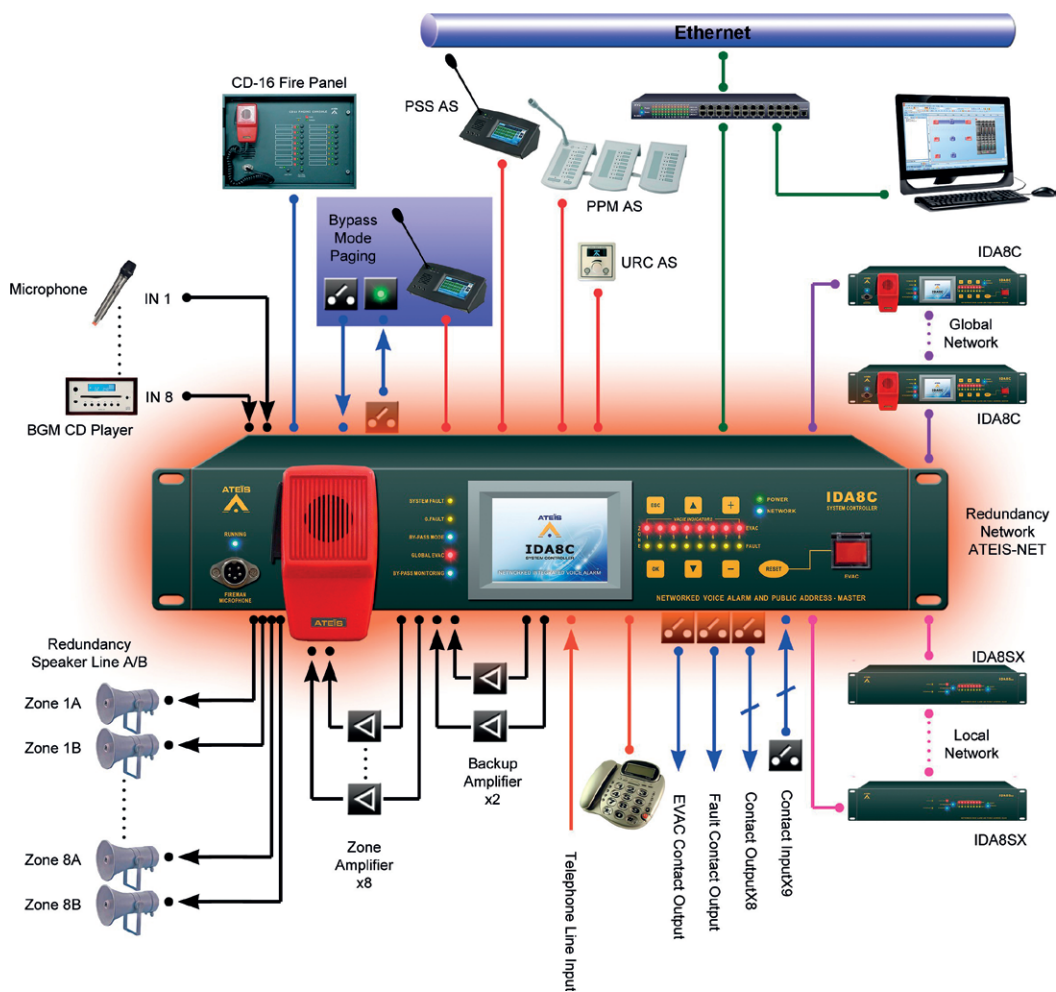 Ethernet
CD-16 Fire Panel
PSS AS
PPM AS
Bypass
Mode
Paging
URC AS
IDA8C
Microphone
IN 1
Global
Network
BGM CD Player
IN 8
IDA8C
ATEÏS
RUNNING
FIREMAN
MICROPHONE
ATEÏS
SYSTEM FAULT
G.FAULT
BY-PASS MODE
GLOBAL EVAC
BY-PASS MONITORING
ATEÏS
IDA8C
SYSTEM CONTROLLER
ESC
+
POWER
NETWORK
IDA8C
SYSTEM CONTROLLER
EVAC
FAULT
OK
−
RESET
EVAC
NETWORKED VOICE ALARM AND PUBLIC ADDRESS - MASTER
Redundancy
Network
ATEIS-NET
Redundancy
Speaker Line A/B
Zone 1A
Zone 1B
Zone 8A
Zone 8B
Zone
Amplifier
x8
Backup
Amplifier
x2
Telephone Line Input
EVAC Contact Output
Fault Contact Output
Contact OutputX8
Contact InputX9
IDA8SX
Local
Network
IDA8SX